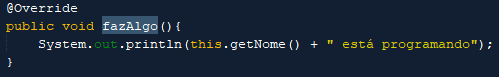 @Override
public void fazAlgo(){
System.out.println(this.getNome() + " está programando");
}